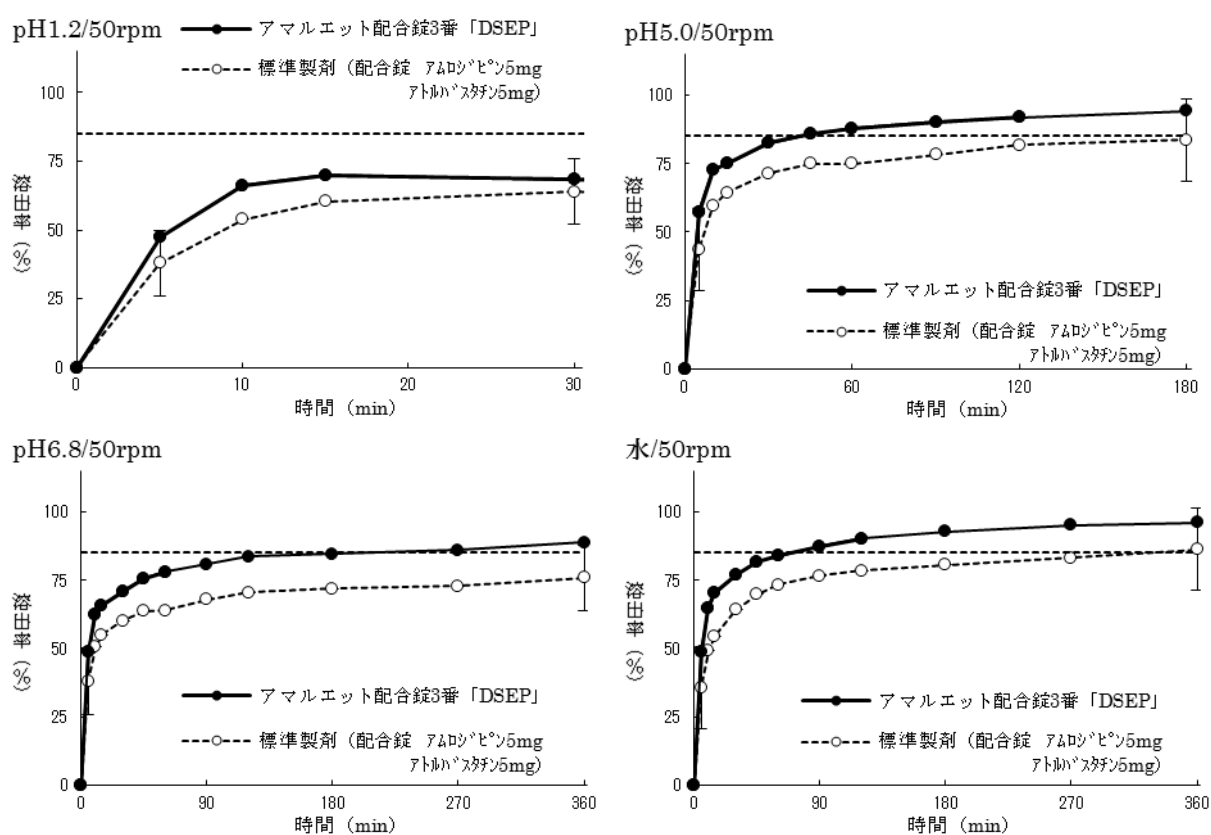 pH1.2/50rpm
アマルエット配合錠3番「DSEP」
標準製剤(配合錠 アムロジピン5mg
アトルバスタチン5mg)
100
75
50
25
0
溶出率 (%)
0
10
20
30
時間 (min)
pH5.0/50rpm
100
75
50
25
0
溶出率 (%)
アマルエット配合錠3番「DSEP」
標準製剤(配合錠 アムロジピン5mg
アトルバスタチン5mg)
0
60
120
180
時間 (min)
pH6.8/50rpm
100
75
50
25
0
溶出率 (%)
アマルエット配合錠3番「DSEP」
標準製剤(配合錠 アムロジピン5mg
アトルバスタチン5mg)
0
90
180
270
360
時間 (min)
水/50rpm
100
75
50
25
0
溶出率 (%)
アマルエット配合錠3番「DSEP」
標準製剤(配合錠 アムロジピン5mg
アトルバスタチン5mg)
0
90
180
270
360
時間 (min)